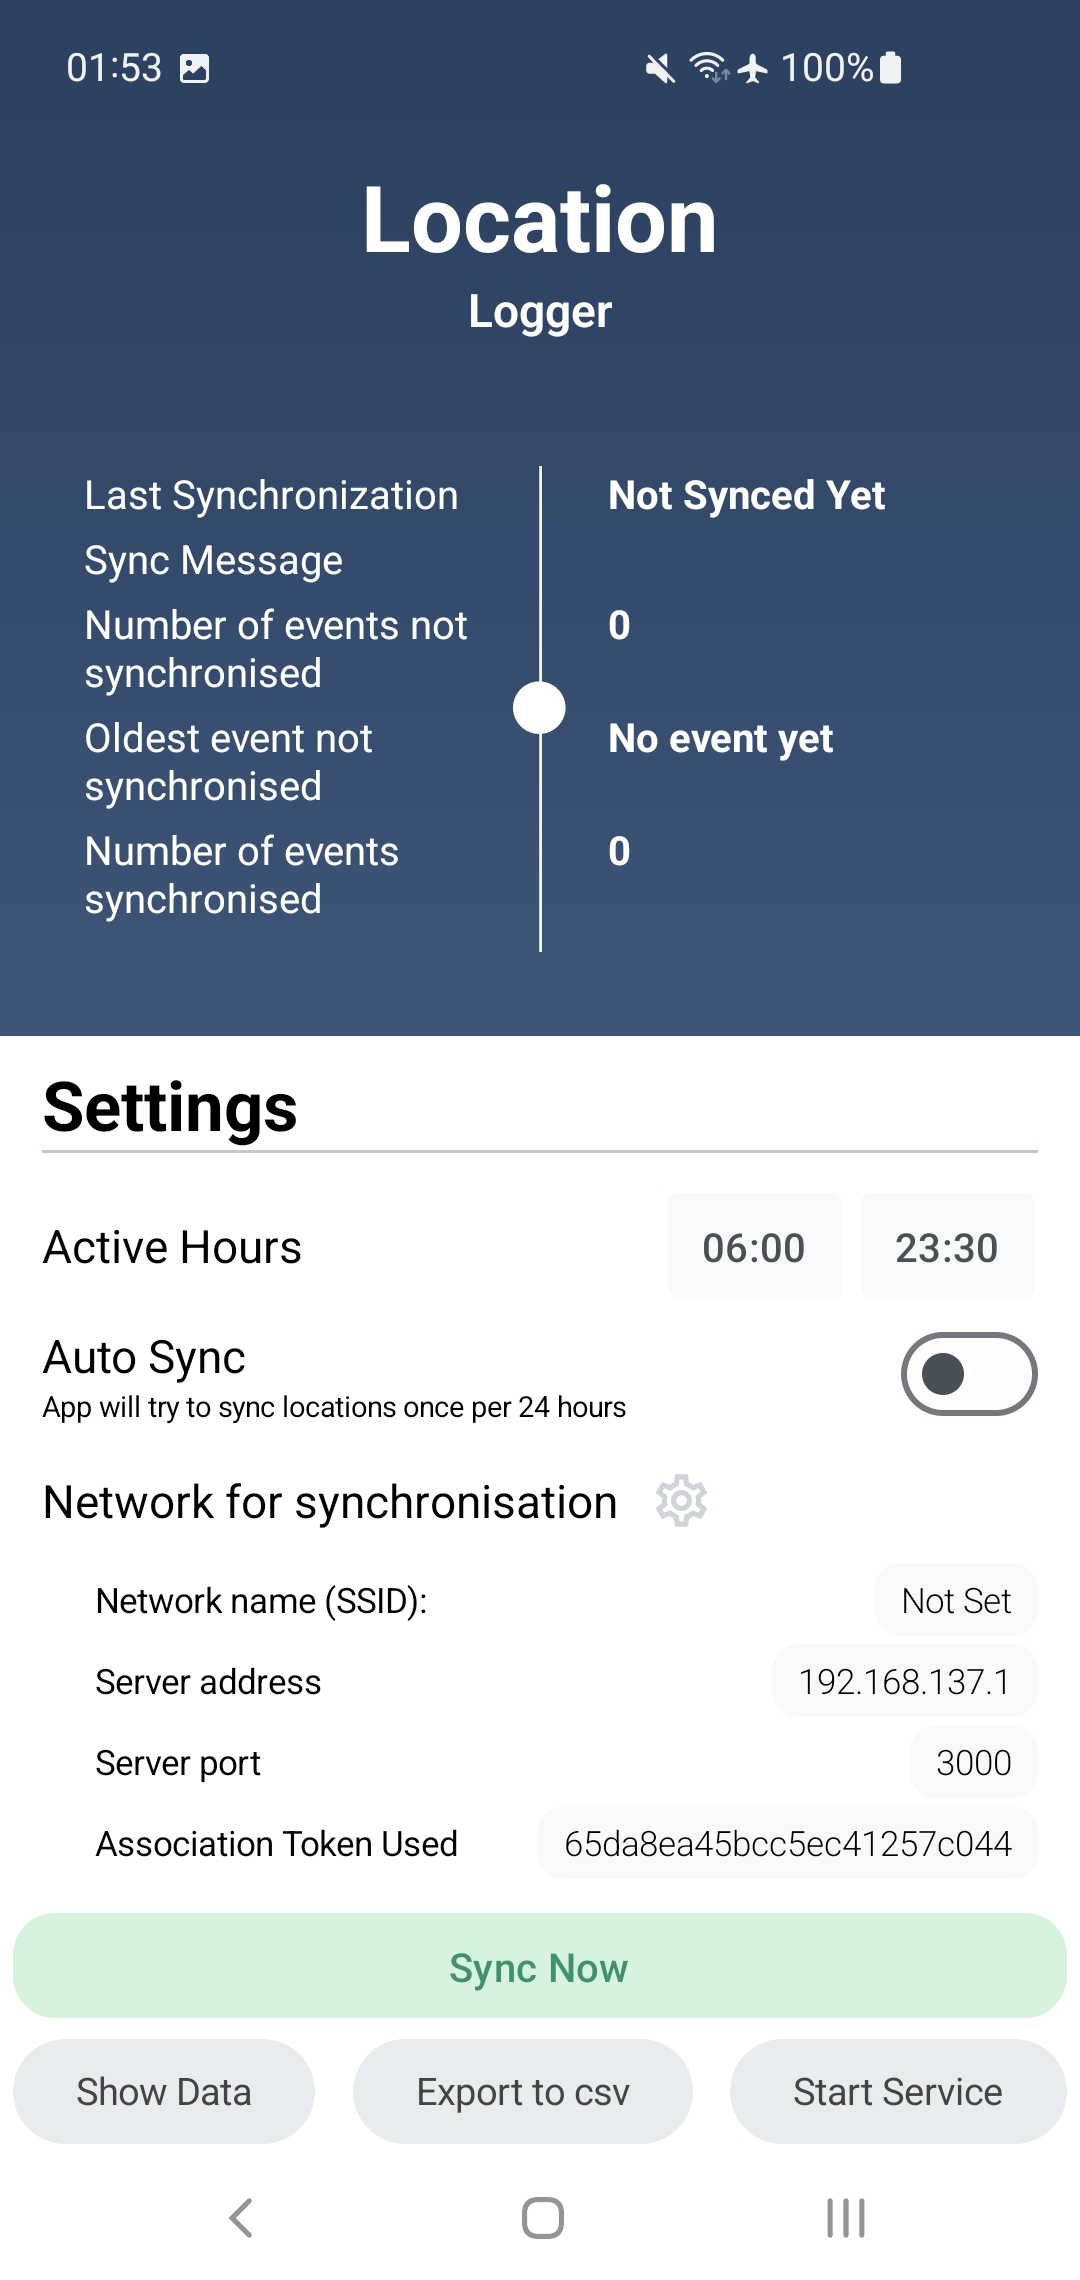 01:53 100%
Location
Logger
Last Synchronization Not Synced Yet
Sync Message
Number of events not 0
synchronised
Oldest event not No event yet
synchronised
Number of events 0
synchronised
Settings
Active Hours 06:00 23:30
Auto Sync
App will try to sync locations once per 24 hours
Network for synchronisation
Network name (SSID): Not Set
Server address 192.168.137.1
Server port 3000
Association Token Used 65da8ea45bcc5ec41257c044
Sync Now
Show Data Export to csv Start Service